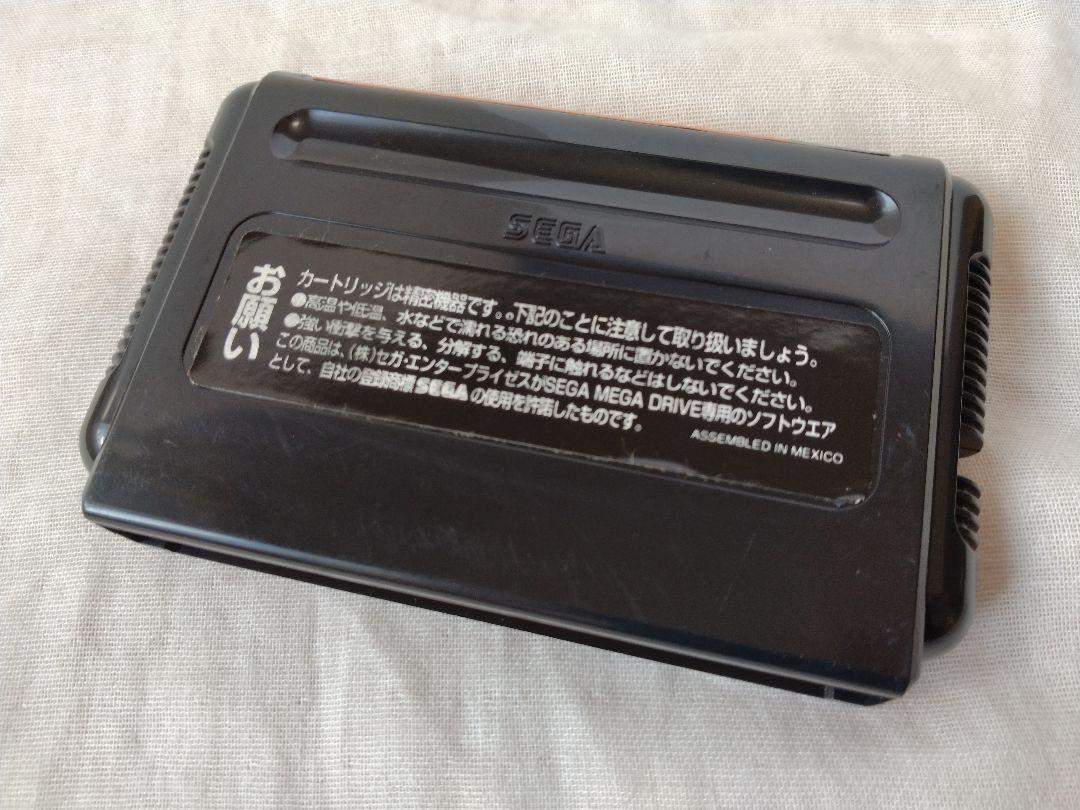 SEGA
お願い
カートリッジは精密機器です。下記のことに注意して取り扱いましょう。
●高温や低温、水などで濡れる恐れのある場所に置かないでください。
●強い衝撃を与える、分解する、端子に触れるなどはしないでください。
この商品は、(株)セガ・エンタープライゼスがSEGA MEGA DRIVE専用のソフトウエア
として、自社の登録商標SEGAの使用を許諾したものです。
ASSEMBLED IN MEXICO